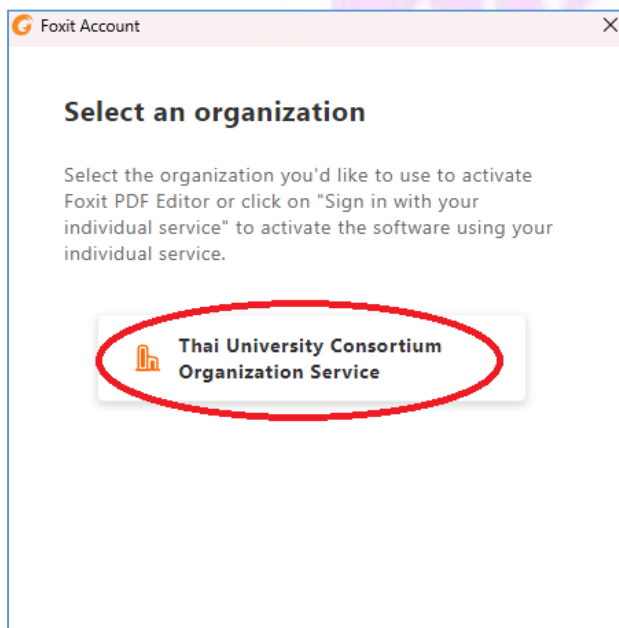 Foxit Account
Select an organization
Select the organization you'd like to use to activate
Foxit PDF Editor or click on "Sign in with your
individual service" to activate the software using your
individual service.
Thai University Consortium
Organization Service